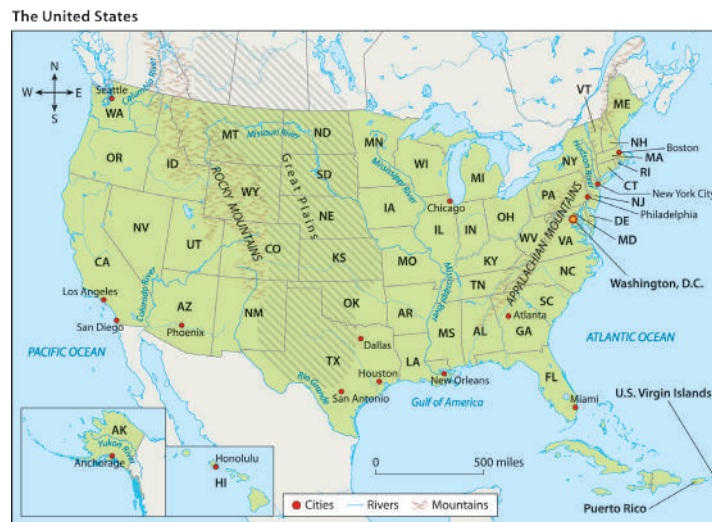 The United States
N
W
E
S
Seattle
Columbia River
WA
OR
ID
MT
Missouri River
ND
MN
Mississippi River
WI
MI
VT
ME
NH
Boston
MA
RI
Hudson River
NY
CT
New York City
NJ
Philadelphia
PA
DE
MD
Washington, D.C.
SD
Great Plains
WY
ROCKY MOUNTAINS
NE
IA
Chicago
IL
IN
OH
WV
VA
APPALACHIAN MOUNTAINS
NV
UT
CO
KS
MO
KY
NC
CA
Colorado River
AZ
NM
OK
AR
TN
Mississippi River
SC
Los Angeles
San Diego
Phoenix
TX
Dallas
LA
MS
AL
Atlanta
GA
PACIFIC OCEAN
ATLANTIC OCEAN
Rio Grande
Houston
San Antonio
New Orleans
FL
Miami
Gulf of America
U.S. Virgin Islands
AK
Yukon River
Anchorage
Honolulu
HI
0
500 miles
Puerto Rico
Cities
Rivers
Mountains